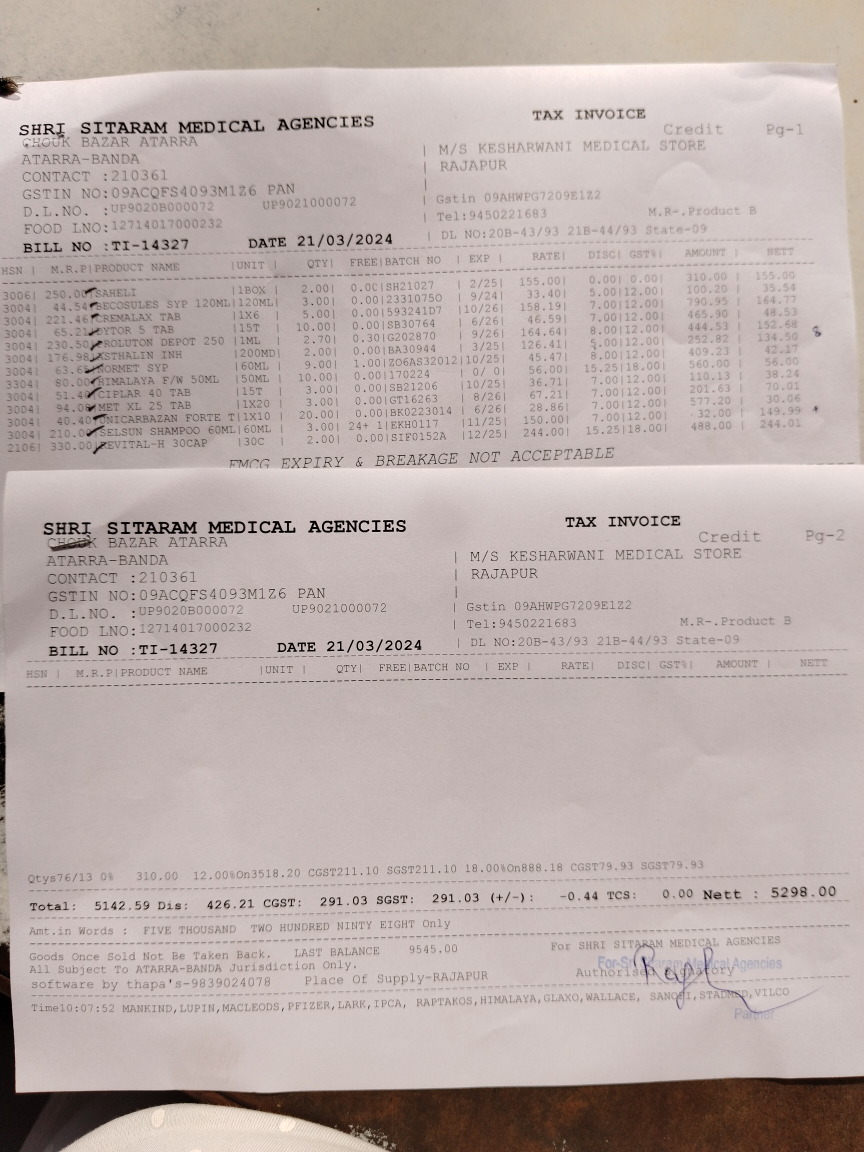 SHRI SITARAM MEDICAL AGENCIES TAX INVOICE
CHOUK BAZAR ATARRA Credit Pg-1
ATARRA-BANDA | M/S KESHARWANI MEDICAL STORE
CONTACT :210361 | RAJAPUR
GSTIN NO:09ACQFS4093M1Z6 PAN |
D.L.NO. :UP9020B000072 UP9021000072 | Gstin 09AHWPG7209E1Z2
FOOD LNO:12714017000232 | Tel:9450221683 M.R-.Product B
BILL NO :TI-14327 DATE 21/03/2024 | DL NO:20B-43/93 21B-44/93 State-09
HSN | M.R.P|PRODUCT NAME |UNIT | QTY| FREE|BATCH NO | EXP | RATE| DISC| GST%| AMOUNT | NETT
3006| 250.00 SAHELI |1BOX | 2.00| 0.00|SH21027 | 2/25| 155.00| 0.00| 0.00| 310.00 | 155.00
3004| 44.54 BECOSULES SYP 120ML|120ML| 3.00| 0.00|23310750 | 9/24| 33.40| 5.00|12.00| 100.20 | 35.54
3004| 221.46 CREMALAX TAB |1X6 | 5.00| 0.00|593241D7 |10/26| 158.19| 7.00|12.00| 790.95 | 164.77
3004| 65.21 TOR 5 TAB |15T | 10.00| 0.00|SB30764 | 6/26| 46.59| 7.00|12.00| 465.90 | 48.53
3004| 230.50 PROLUTON DEPOT 250 |1ML | 2.70| 0.30|G202870 | 9/26| 164.64| 8.00|12.00| 444.53 | 152.68
3004| 176.98 ASTHALIN INH |200MD| 2.00| 0.00|BA30944 | 3/26| 126.41| 5.00|12.00| 252.82 | 134.50
3004| 63.6 NORMET SYP |60ML | 9.00| 1.00|ZO6AS32012|10/25| 45.47| 8.00|12.00| 409.23 | 42.17
3304| 80.00 HIMALAYA F/W 50ML |50ML | 10.00| 0.00|170224 | 0/ 0| 56.00| 15.25|18.00| 560.00 | 56.00
3004| 51.4 CIPLAR 40 TAB |15T | 3.00| 0.00|SB21206 |10/25| 36.71| 7.00|12.00| 110.13 | 38.24
3004| 94.0 MET XL 25 TAB |1X20 | 3.00| 0.00|GT16263 | 8/26| 67.21| 7.00|12.00| 201.63 | 70.01
3004| 40.40 UNICARBAZAN FORTE T|1X10 | 20.00| 0.00|BK0223014 | 6/26| 28.86| 7.00|12.00| 577.20 | 30.06
3004| 210.00 SELSUN SHAMPOO 60ML|60ML | 3.00| 24+ 1|EKH0117 |11/25| 150.00| 7.00|12.00| -32.00 | 149.99
2106| 330.00 REVITAL-H 30CAP |30C | 2.00| 0.00|SIF0152A |12/25| 244.00| 15.25|18.00| 488.00 | 244.01
FMCG EXPIRY & BREAKAGE NOT ACCEPTABLE
SHRI SITARAM MEDICAL AGENCIES TAX INVOICE
CHOUK BAZAR ATARRA Credit Pg-2
ATARRA-BANDA | M/S KESHARWANI MEDICAL STORE
CONTACT :210361 | RAJAPUR
GSTIN NO:09ACQFS4093M1Z6 PAN |
D.L.NO. :UP9020B000072 UP9021000072 | Gstin 09AHWPG7209E1Z2
FOOD LNO:12714017000232 | Tel:9450221683 M.R-.Product B
BILL NO :TI-14327 DATE 21/03/2024 | DL NO:20B-43/93 21B-44/93 State-09
HSN | M.R.P|PRODUCT NAME |UNIT | QTY| FREE|BATCH NO | EXP | RATE| DISC| GST%| AMOUNT | NETT
Qtys76/13 0% 310.00 12.00%On3518.20 CGST211.10 SGST211.10 18.00%On888.18 CGST79.93 SGST79.93
Total: 5142.59 Dis: 426.21 CGST: 291.03 SGST: 291.03 (+/-): -0.44 TCS: 0.00 Nett : 5298.00
Amt.in Words : FIVE THOUSAND TWO HUNDRED NINTY EIGHT Only
Goods Once Sold Not Be Taken Back. LAST BALANCE 9545.00 For SHRI SITARAM MEDICAL AGENCIES
All Subject To ATARRA-BANDA Jurisdiction Only. Authorised Signatory
software by thapa's-9839024078 Place Of Supply-RAJAPUR
Time10:07:52 MANKIND,LUPIN,MACLEODS,PFIZER,LARK,IPCA, RAPTAKOS,HIMALAYA,GLAXO,WALLACE, SANOFI,STADMED,VILCO
Partner